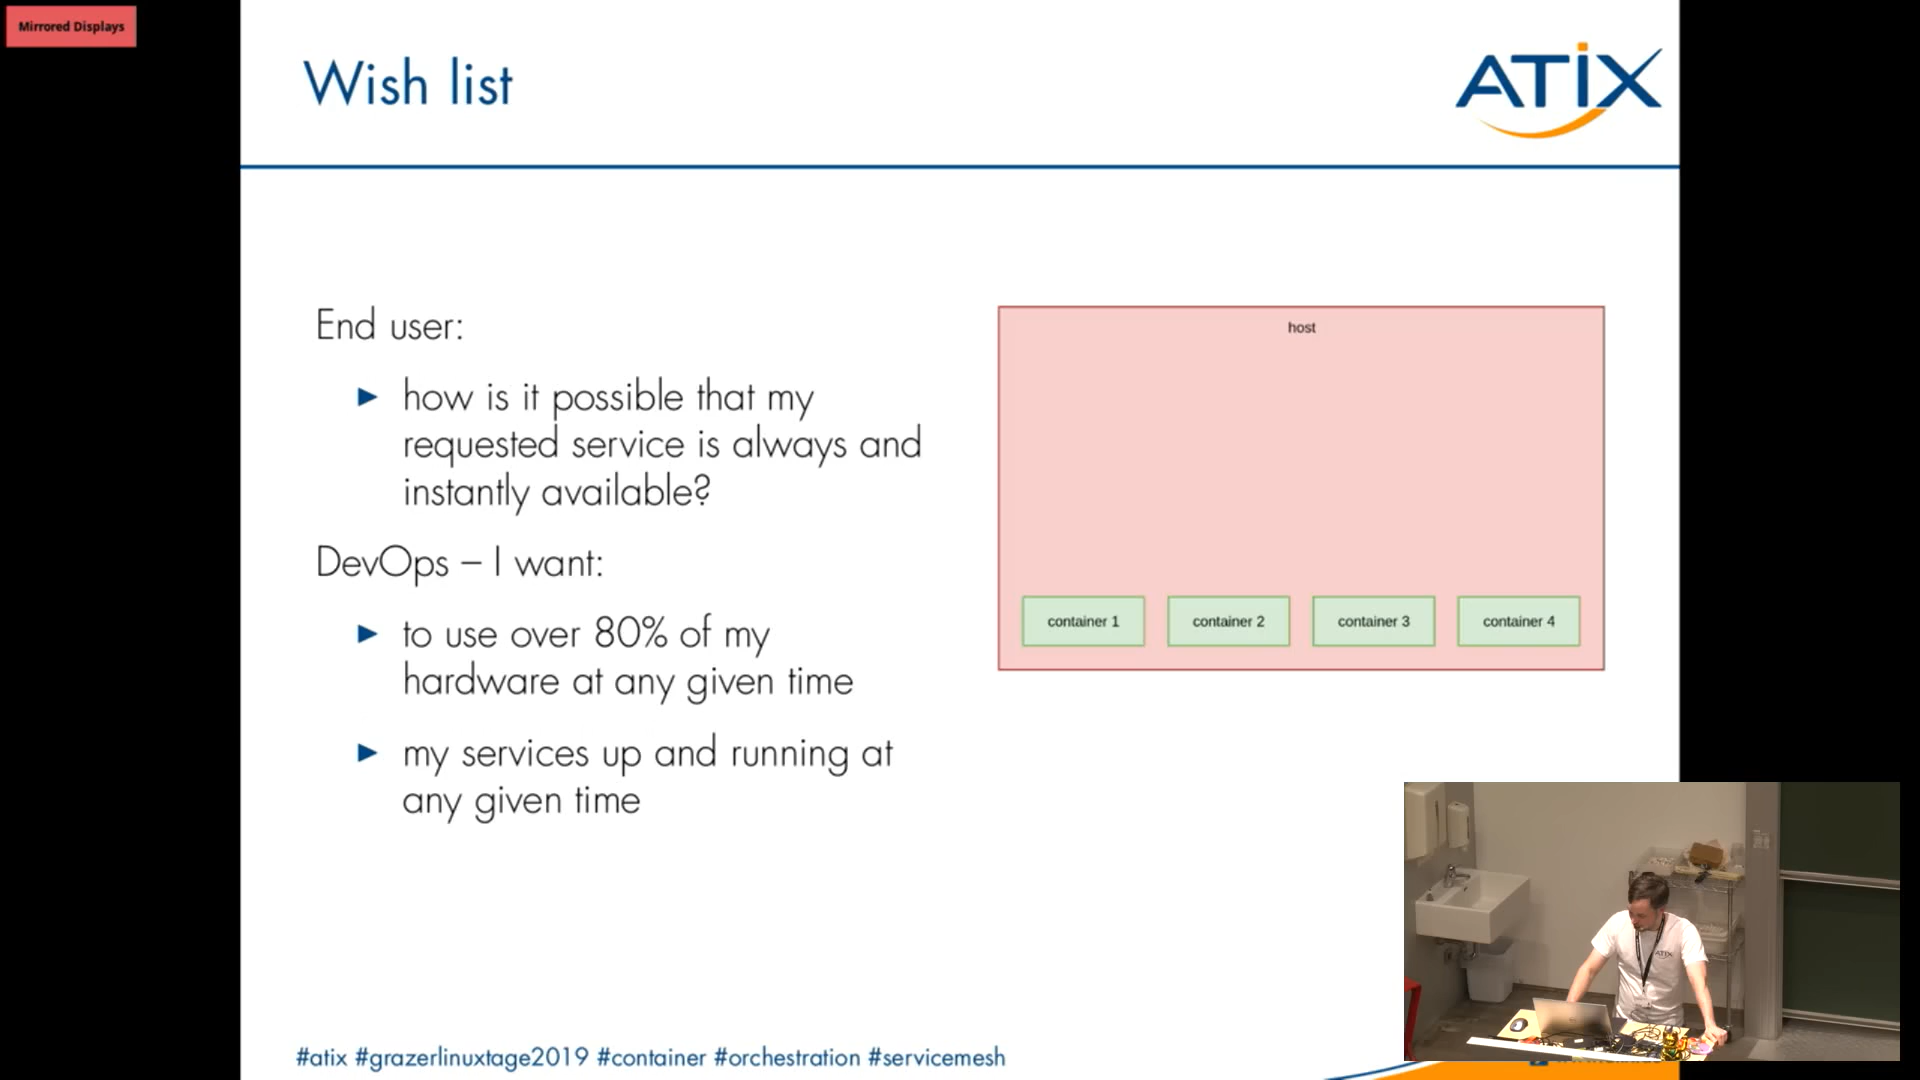 Mirrored Displays
Wish list
ATIX
End user:
how is it possible that my
requested service is always and
instantly available?
DevOps – I want:
to use over 80% of my
hardware at any given time
my services up and running at
any given time
host
container 1
container 2
container 3
container 4
ATIX
#atix #grazerlinuxtage2019 #container #orchestration #servicemesh